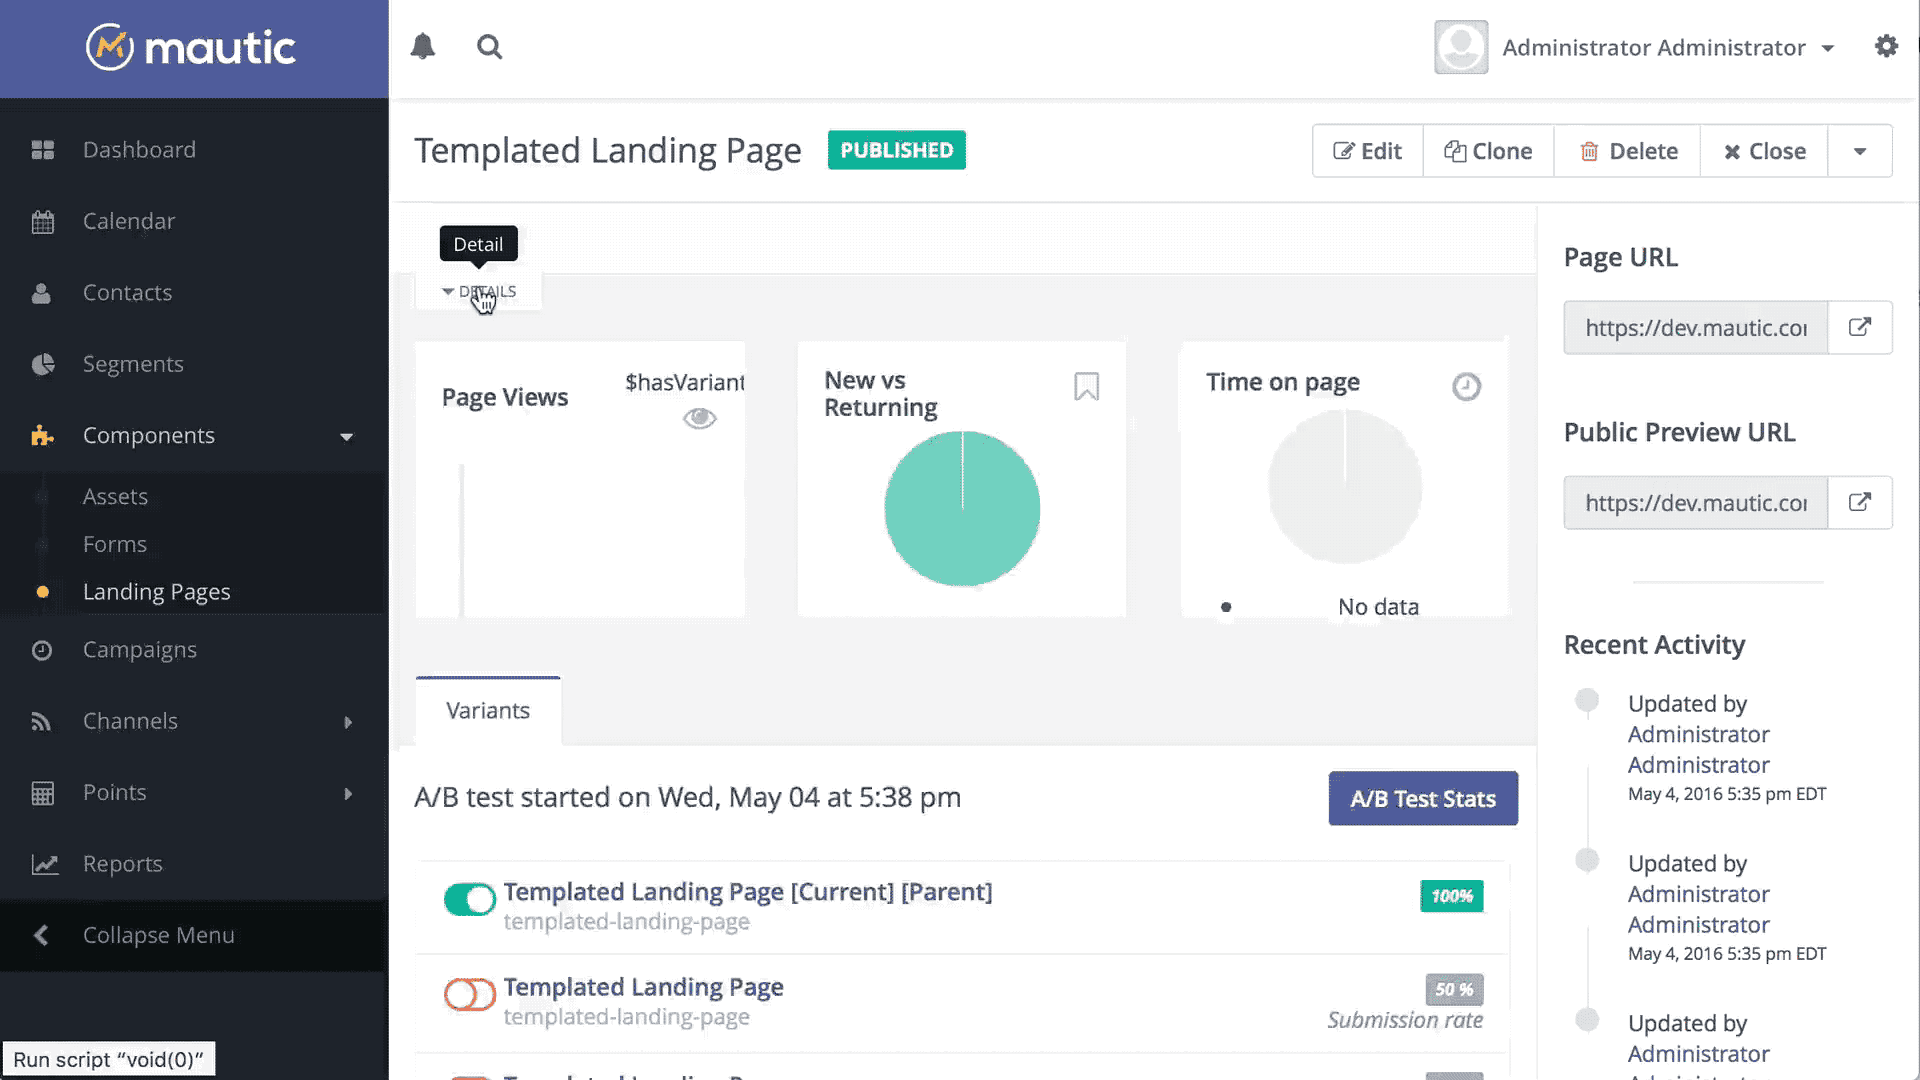 mautic
Administrator Administrator
Dashboard
Calendar
Contacts
Segments
Components
Assets
Forms
Landing Pages
Campaigns
Channels
Points
Reports
Collapse Menu
Run script “void(0)”
Templated Landing Page
PUBLISHED
Edit
Clone
Delete
Close
Detail
DETAILS
Page Views
$hasVariant
New vs
Returning
Time on page
No data
Variants
A/B test started on Wed, May 04 at 5:38 pm
A/B Test Stats
Templated Landing Page [Current] [Parent]
templated-landing-page
100%
Templated Landing Page
templated-landing-page
50 %
Submission rate
Page URL
https://dev.mautic.co
Public Preview URL
https://dev.mautic.co
Recent Activity
Updated by
Administrator
Administrator
May 4, 2016 5:35 pm EDT
Updated by
Administrator
Administrator
May 4, 2016 5:35 pm EDT
Updated by
Administrator